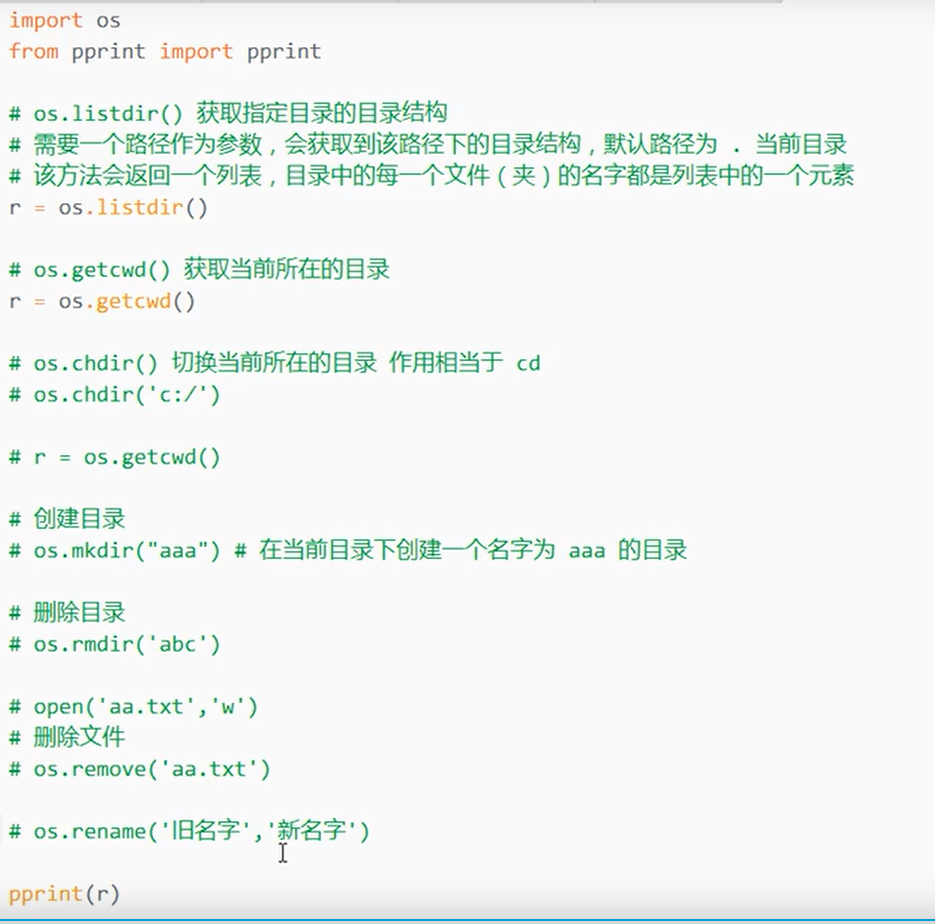 import os
from pprint import pprint
# os.listdir() 获取指定目录的目录结构
# 需要一个路径作为参数，会获取到该路径下的目录结构，默认路径为 . 当前目录
# 该方法会返回一个列表，目录中的每一个文件（夹）的名字都是列表中的一个元素
r = os.listdir()
# os.getcwd() 获取当前所在的目录
r = os.getcwd()
# os.chdir() 切换当前所在的目录 作用相当于 cd
# os.chdir('c:/')
# r = os.getcwd()
# 创建目录
# os.mkdir("aaa") # 在当前目录下创建一个名字为 aaa 的目录
# 删除目录
# os.rmdir('abc')
# open('aa.txt','w')
# 删除文件
# os.remove('aa.txt')
# os.rename('旧名字','新名字')
pprint(r)